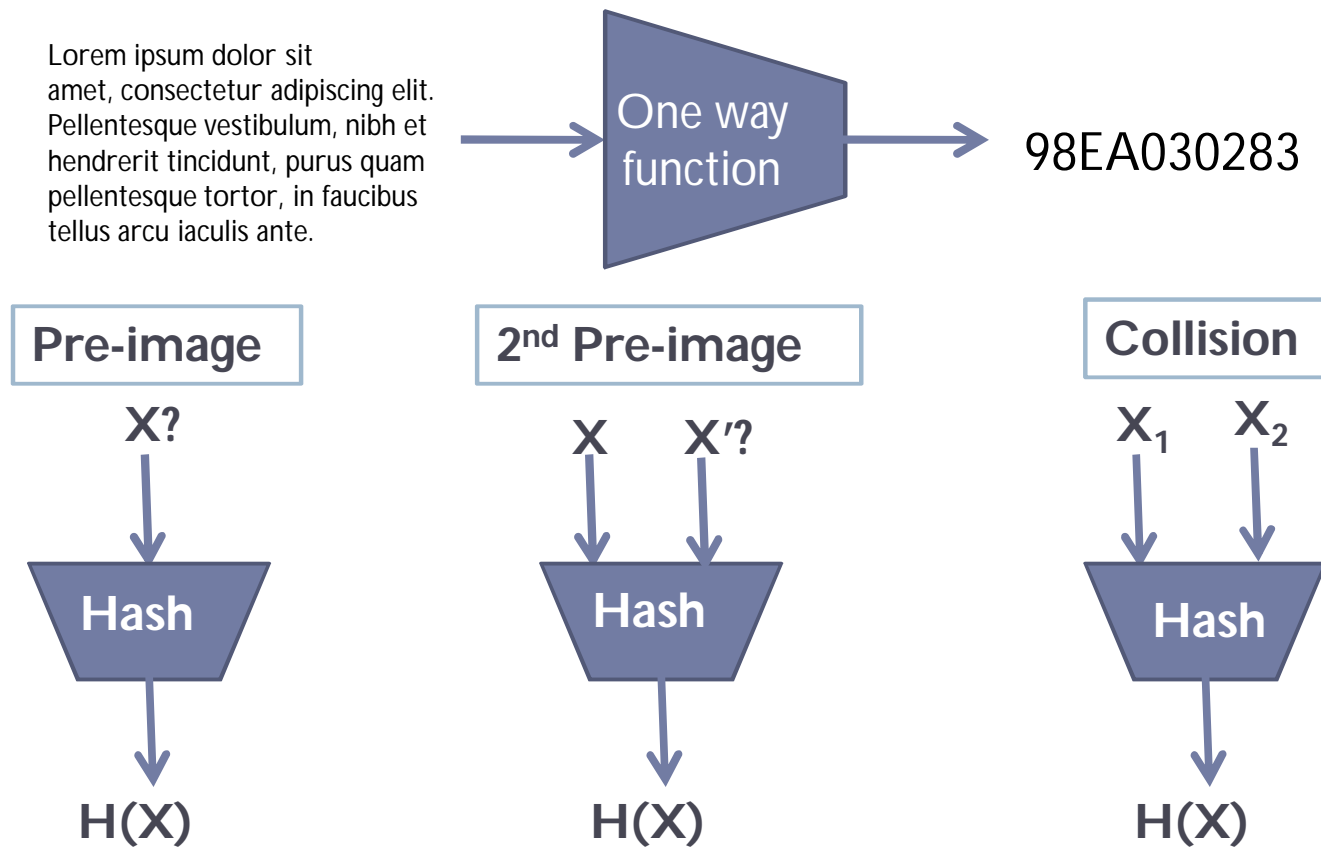 Lorem ipsum dolor sit
amet, consectetur adipiscing elit.
Pellentesque vestibulum, nibh et
hendrerit tincidunt, purus quam
pellentesque tortor, in faucibus
tellus arcu iaculis ante.
One way
function
98EA030283
Pre-image
2nd Pre-image
Collision
X?
X X'?
X1 X2
Hash
Hash
Hash
H(X)
H(X)
H(X)